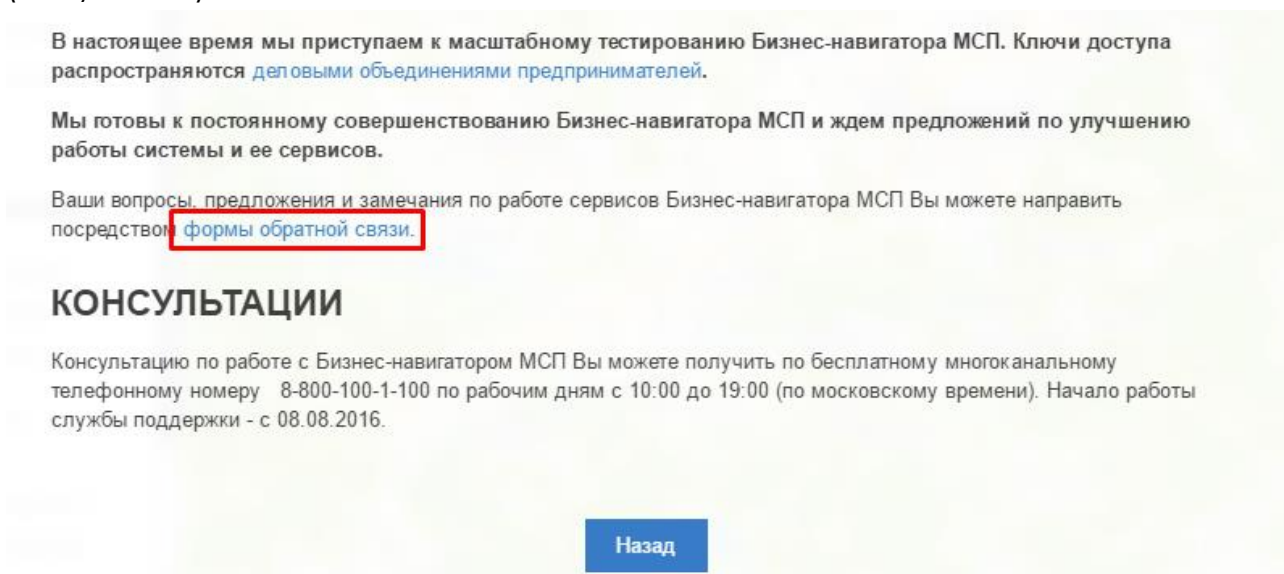 В настоящее время мы приступаем к масштабному тестированию Бизнес-навигатора МСП. Ключи доступа
распространяются деловыми объединениями предпринимателей.
Мы готовы к постоянному совершенствованию Бизнес-навигатора МСП и ждем предложений по улучшению
работы системы и ее сервисов.
Ваши вопросы, предложения и замечания по работе сервисов Бизнес-навигатора МСП Вы можете направить
посредством формы обратной связи.
КОНСУЛЬТАЦИИ
Консультацию по работе с Бизнес-навигатором МСП Вы можете получить по бесплатному многоканальному
телефонному номеру 8-800-100-1-100 по рабочим дням с 10:00 до 19:00 (по московскому времени). Начало работы
службы поддержки - с 08.08.2016.
Назад